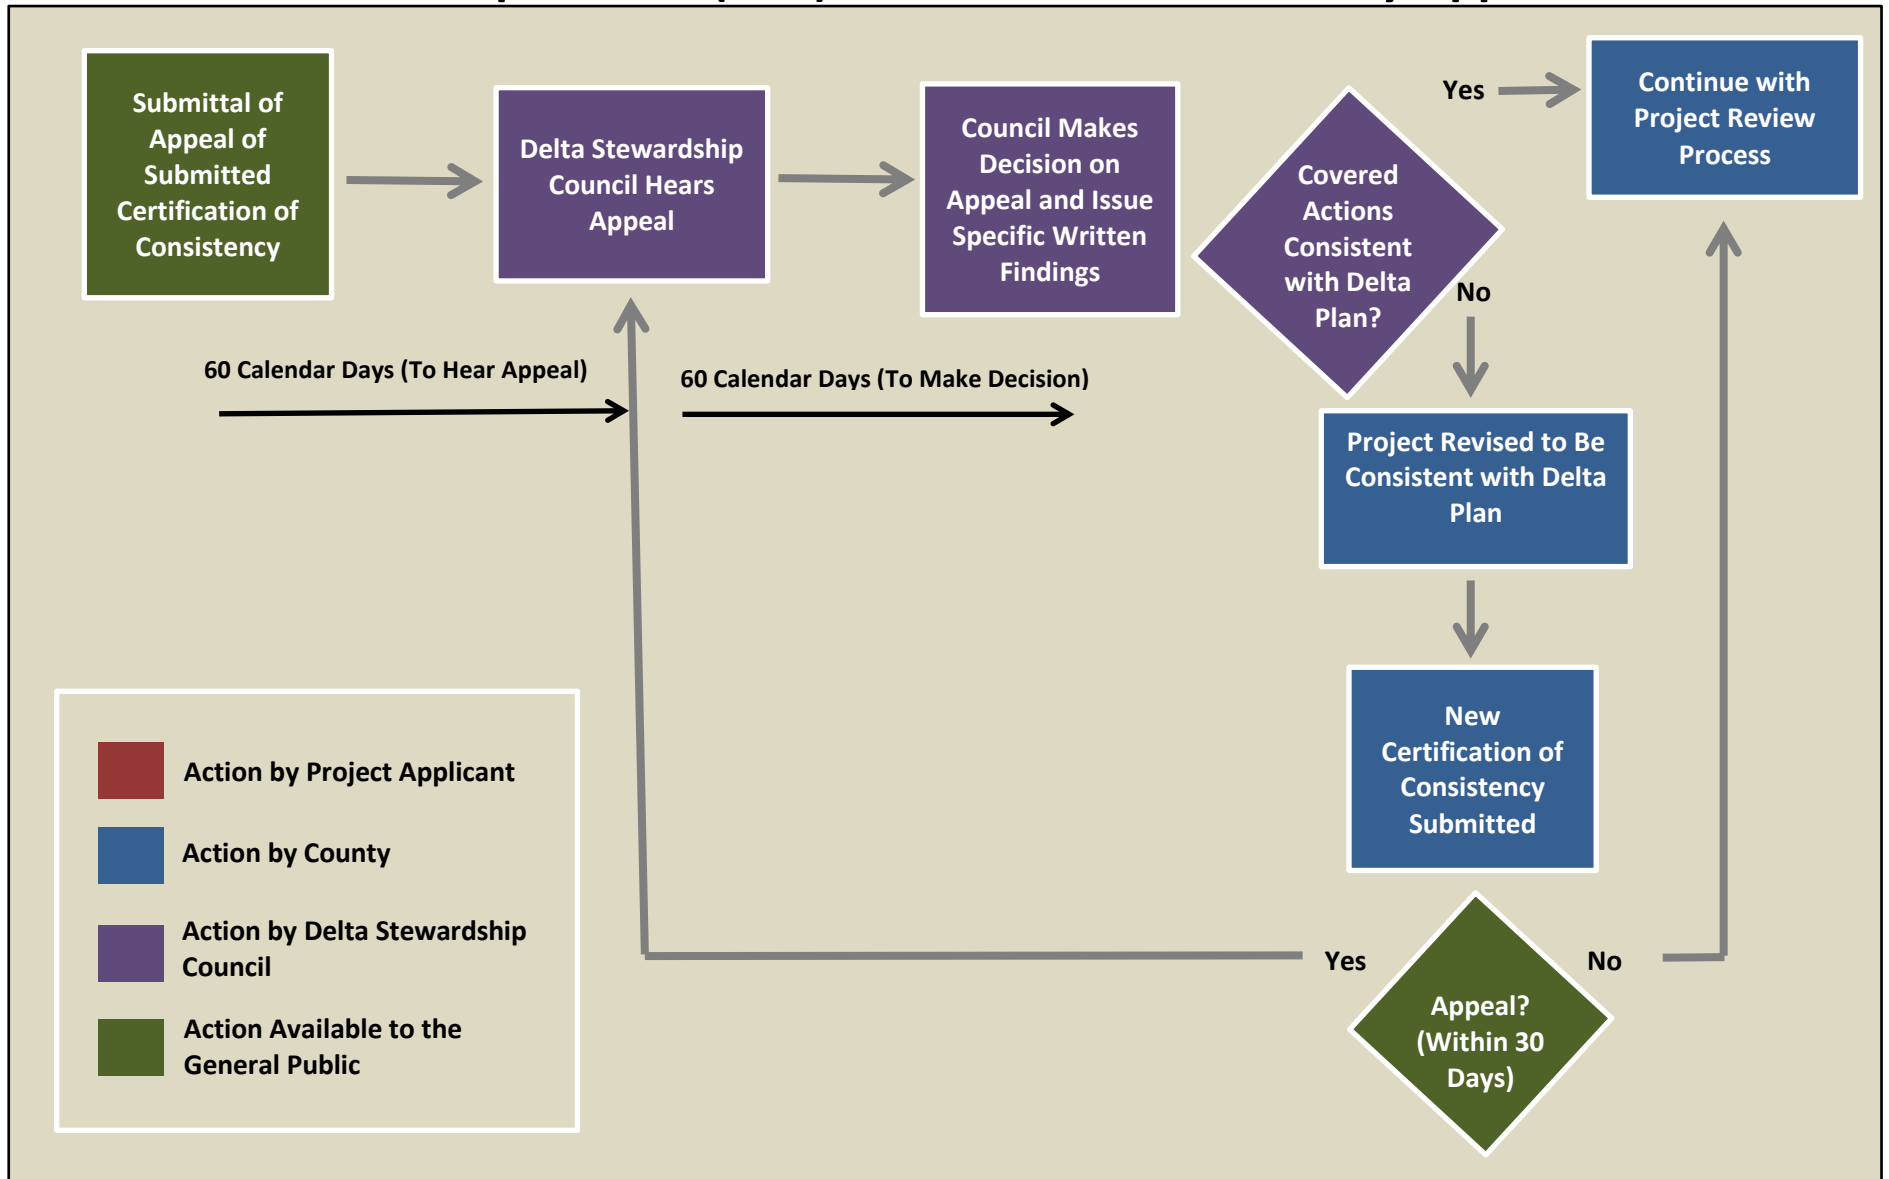 Submittal of
Appeal of
Submitted
Certification of
Consistency
Delta Stewardship
Council Hears
Appeal
Council Makes
Decision on
Appeal and Issue
Specific Written
Findings
Covered
Actions
Consistent
with Delta
Plan?
Yes
Continue with
Project Review
Process
No
60 Calendar Days (To Hear Appeal)
60 Calendar Days (To Make Decision)
Project Revised to Be
Consistent with Delta
Plan
New
Certification of
Consistency
Submitted
Yes
Appeal?
(Within 30
Days)
No
Action by Project Applicant
Action by County
Action by Delta Stewardship
Council
Action Available to the
General Public